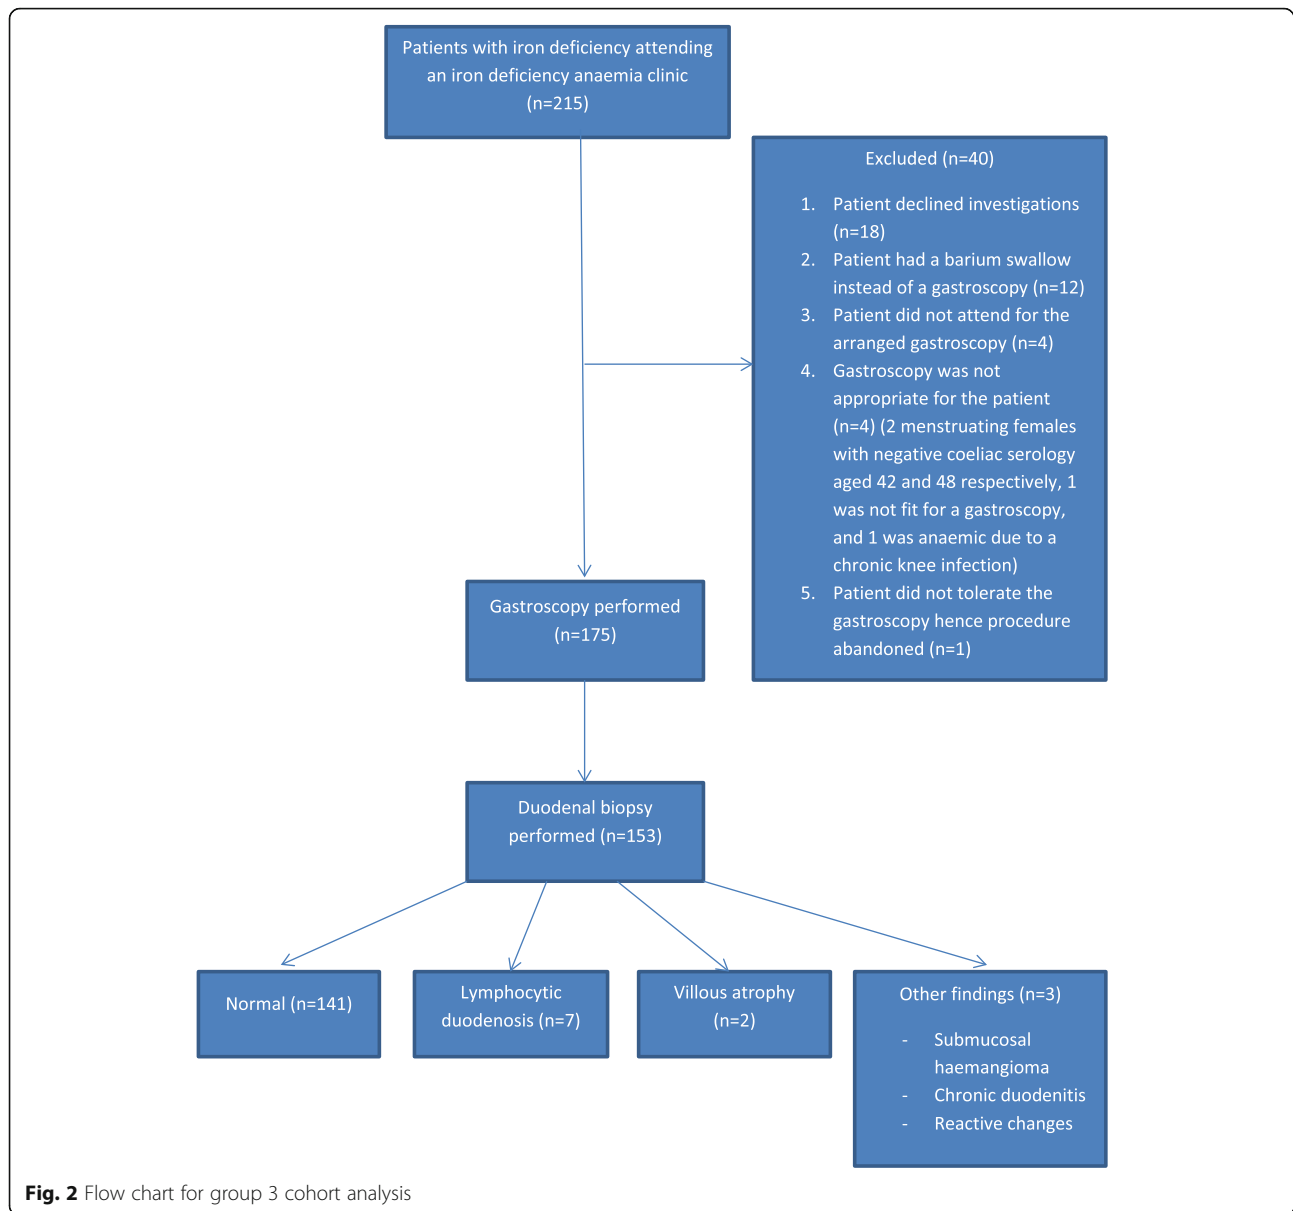 Patients with iron deficiency attending
an iron deficiency anaemia clinic
(n=215)
Excluded (n=40)
1. Patient declined investigations
(n=18)
2. Patient had a barium swallow
instead of a gastroscopy (n=12)
3. Patient did not attend for the
arranged gastroscopy (n=4)
4. Gastroscopy was not
appropriate for the patient
(n=4) (2 menstruating females
with negative coeliac serology
aged 42 and 48 respectively, 1
was not fit for a gastroscopy,
and 1 was anaemic due to a
chronic knee infection)
5. Patient did not tolerate the
gastroscopy hence procedure
abandoned (n=1)
Gastroscopy performed
(n=175)
Duodenal biopsy
performed (n=153)
Normal (n=141)
Lymphocytic
duodenosis (n=7)
Villous atrophy
(n=2)
Other findings (n=3)
- Submucosal
haemangioma
- Chronic duodenitis
- Reactive changes
Fig. 2 Flow chart for group 3 cohort analysis